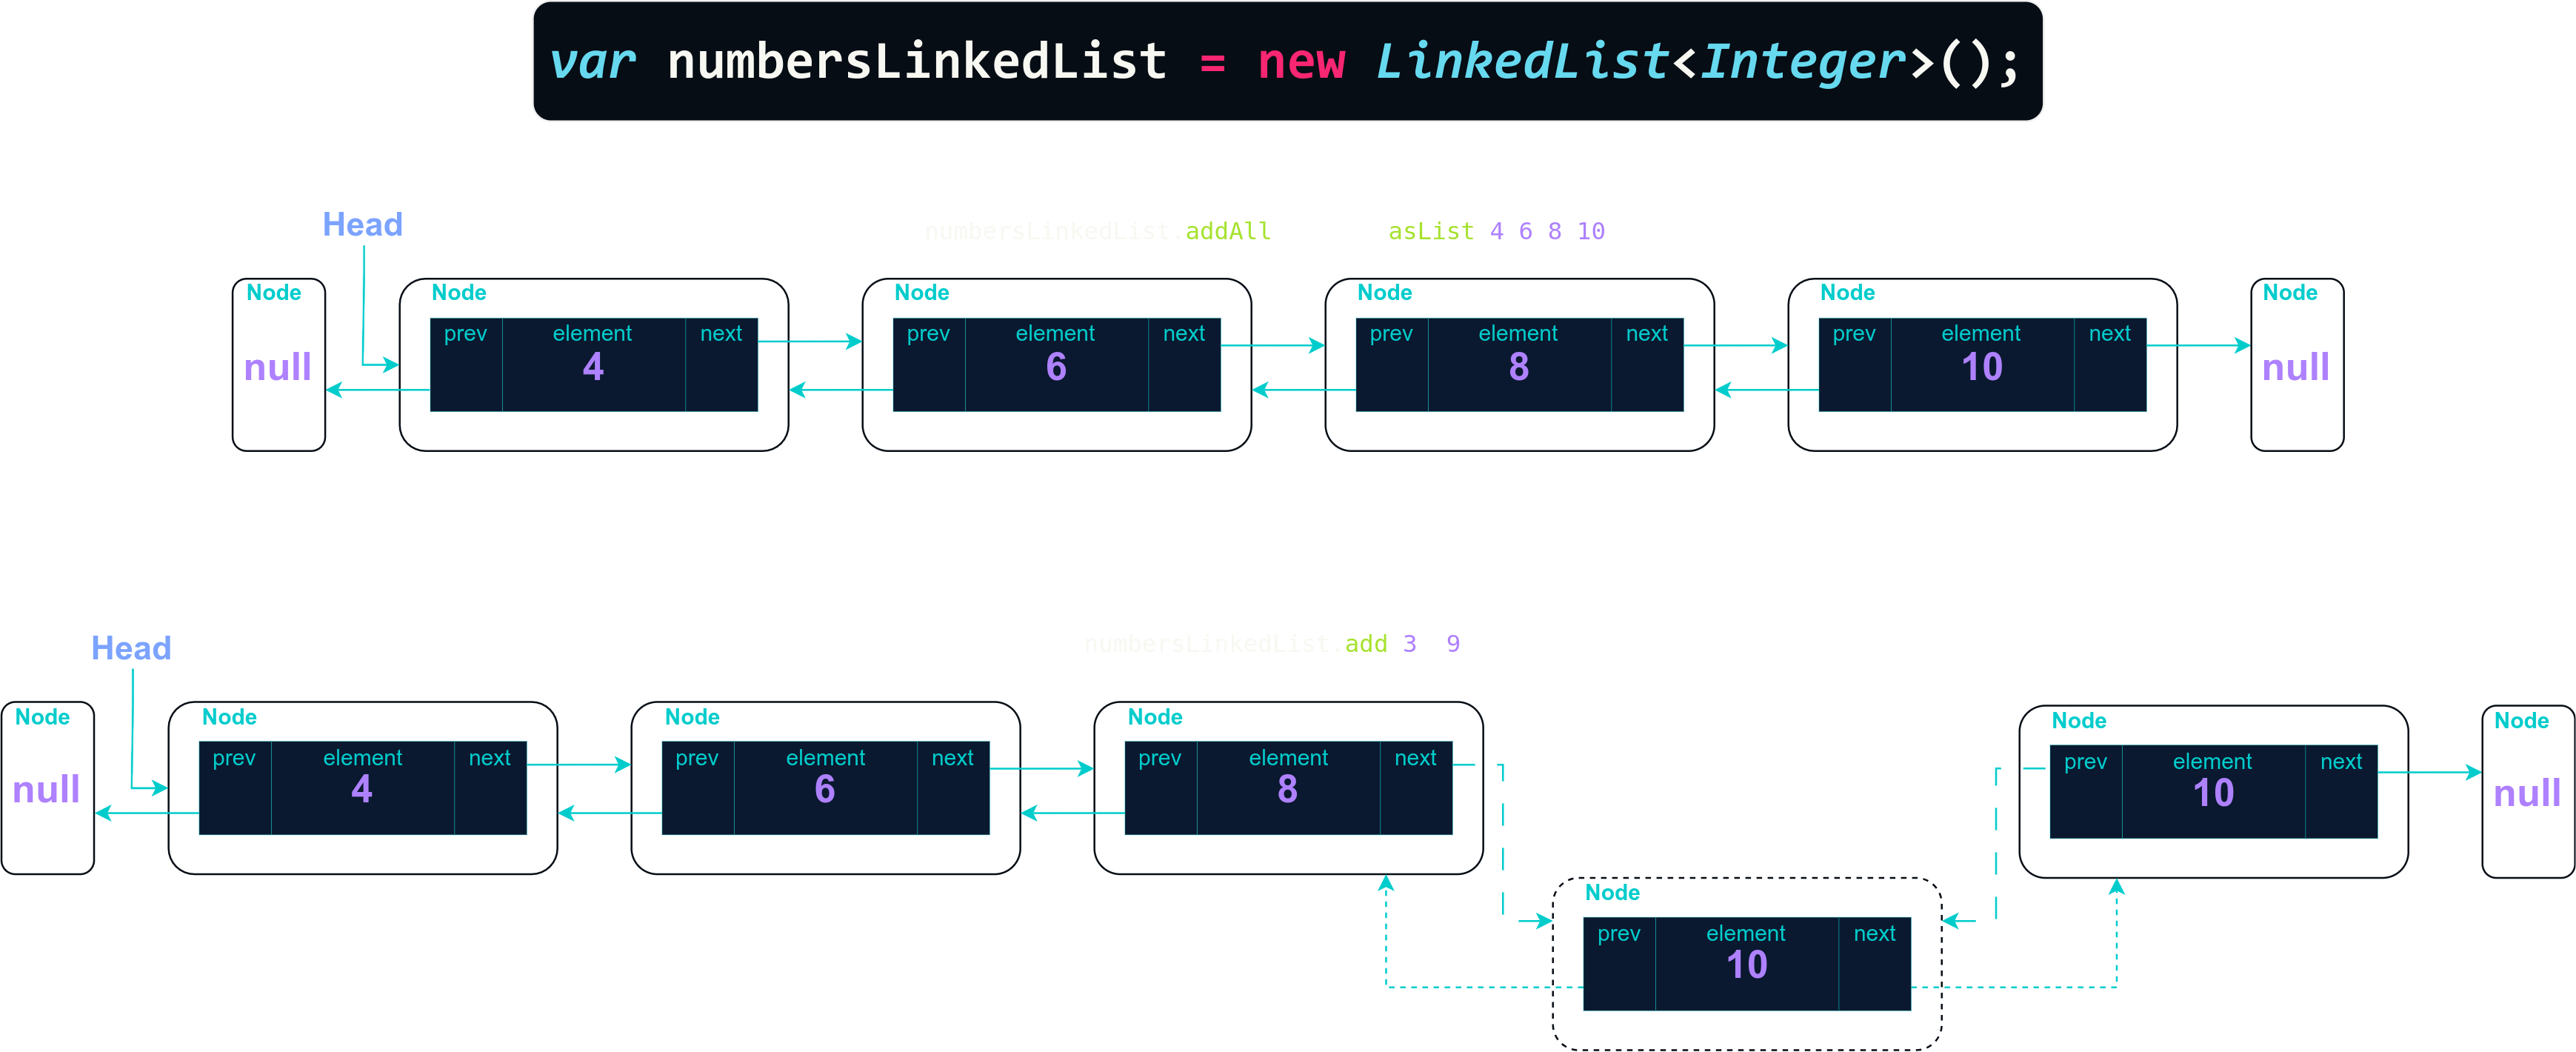 var numbersLinkedList = new LinkedList<Integer>();
Head
numbersLinkedList.addAll asList 4 6 8 10
Node Node Node Node Node Node
prev element next prev element next prev element next prev element next
null 4 6 8 10 null
Head
numbersLinkedList.add 3 9
Node Node Node Node Node Node
prev element next prev element next prev element next prev element next
null 4 6 8 10 null
Node
prev element next
10